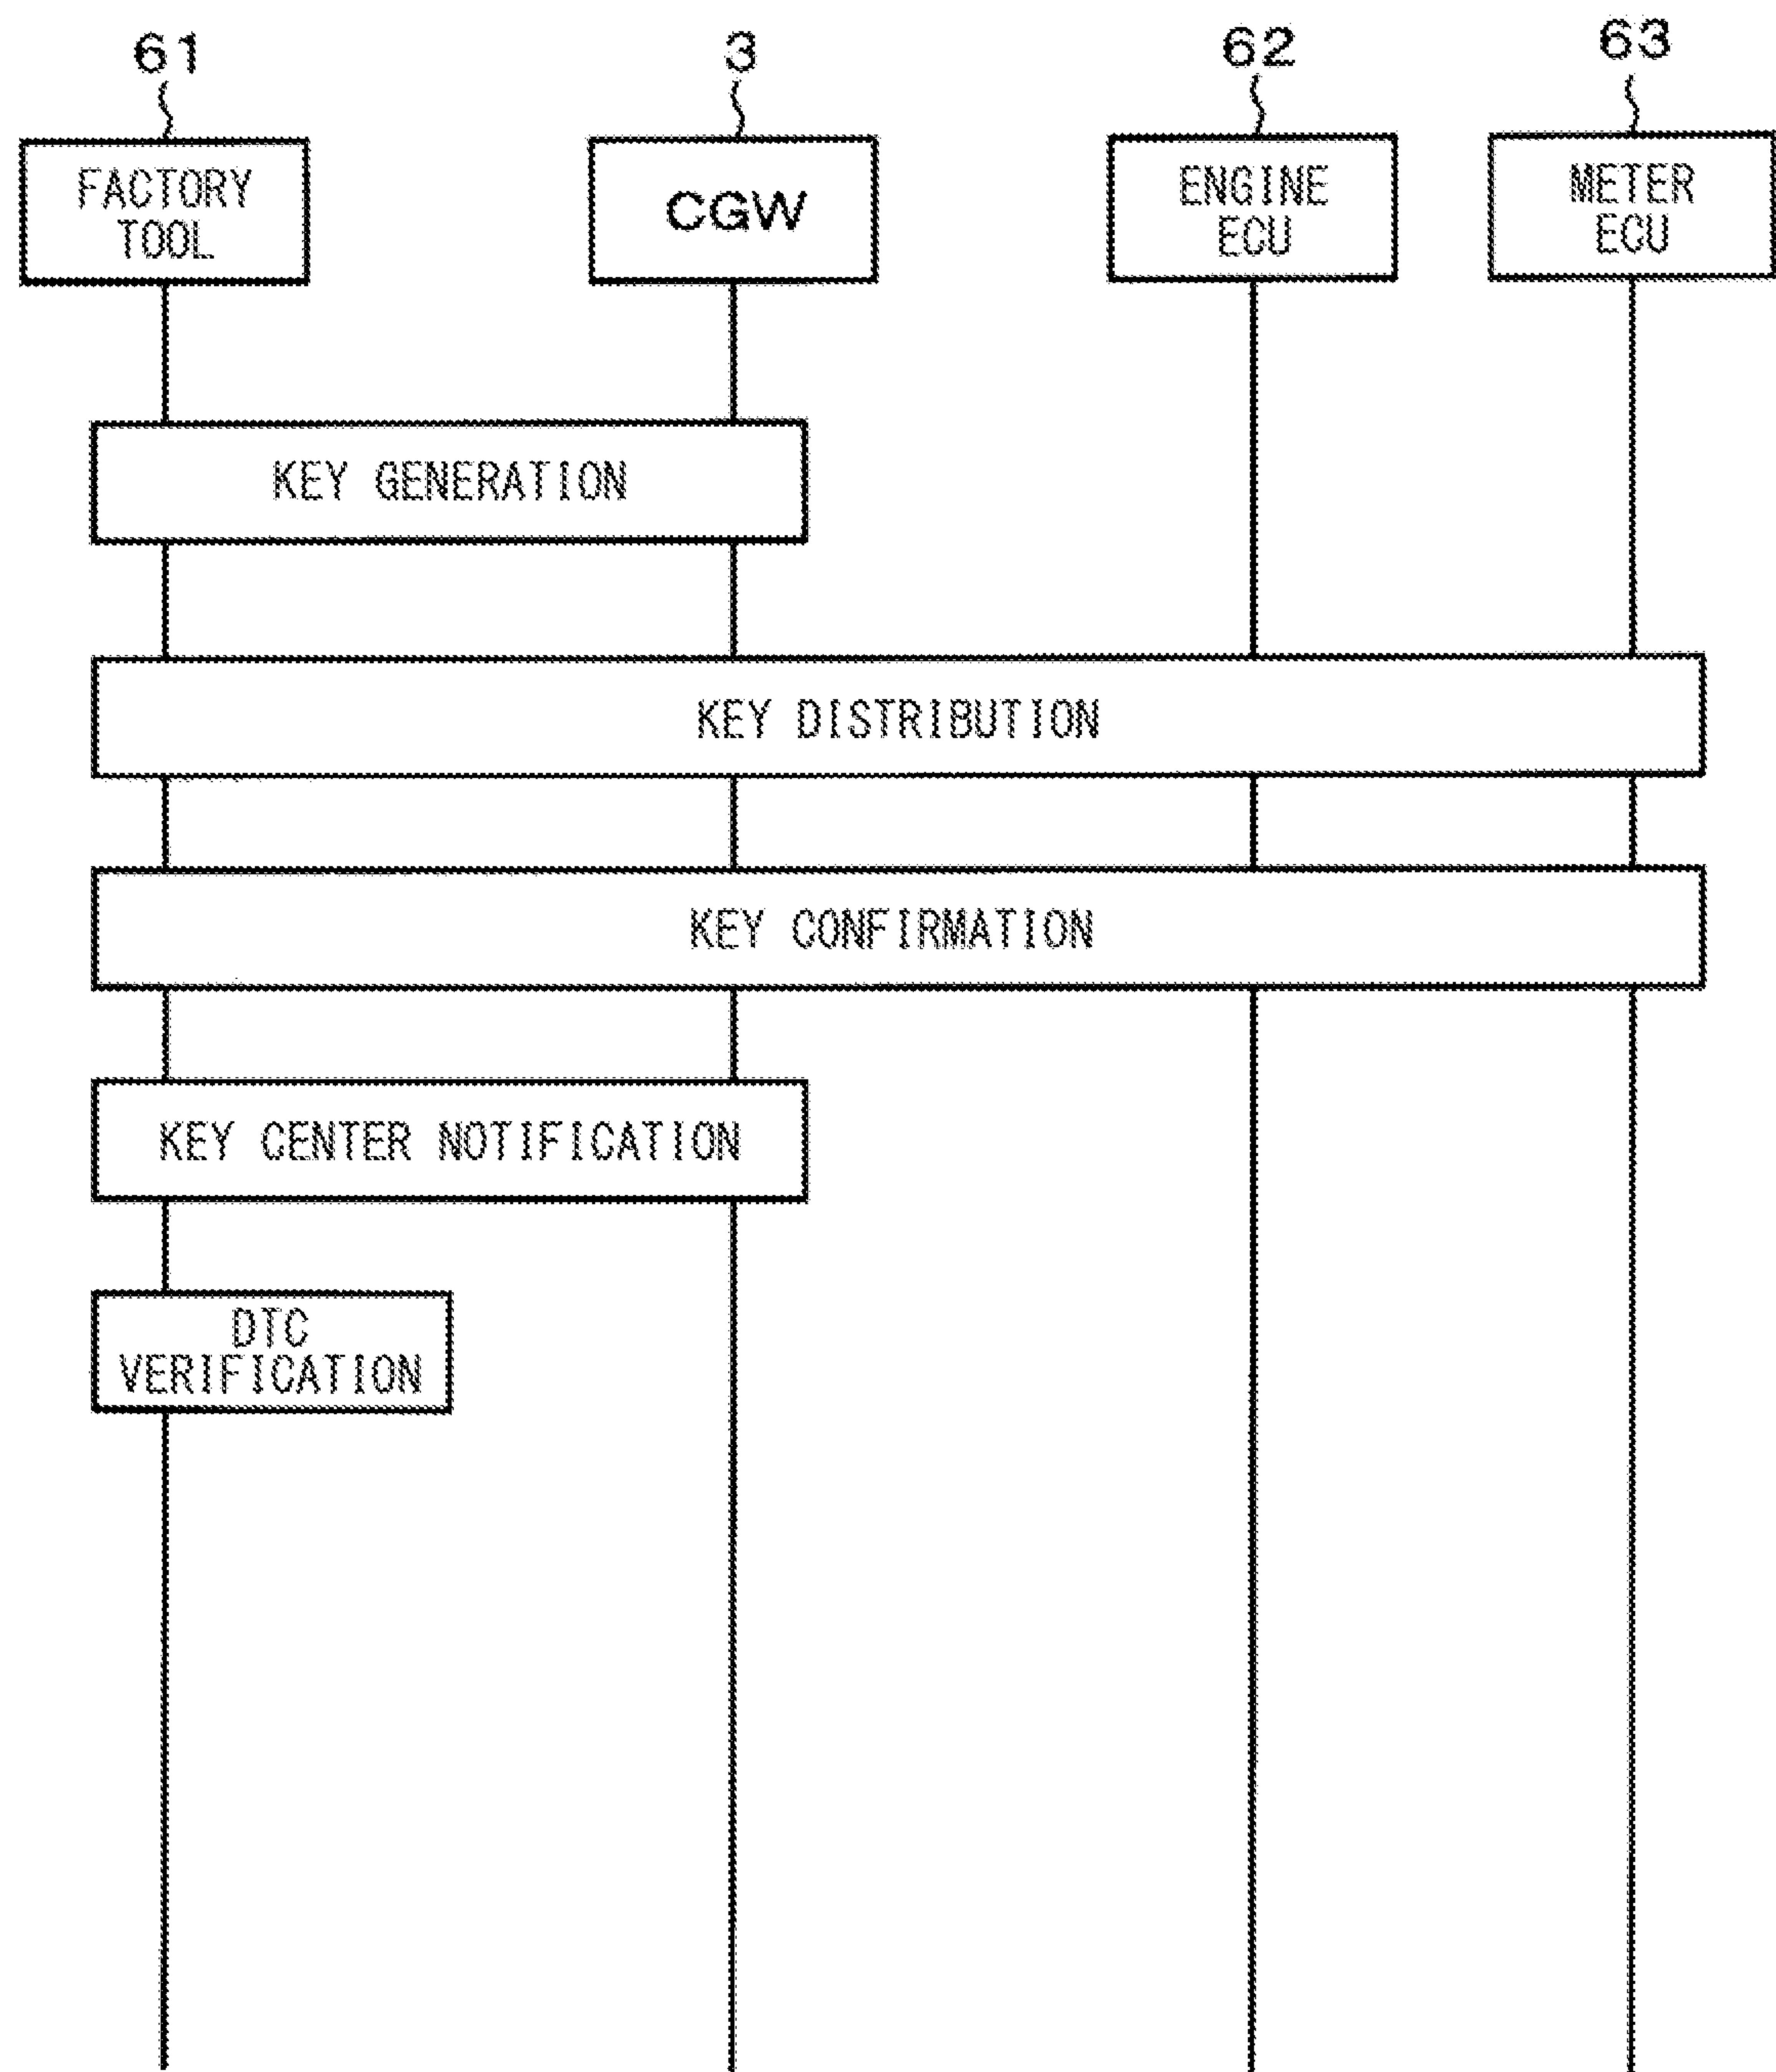 61
3
62
63
FACTORY
TOOL
CGW
ENGINE
ECU
METER
ECU
KEY GENERATION
KEY DISTRIBUTION
KEY CONFIRMATION
KEY CENTER NOTIFICATION
DTC
VERIFICATION